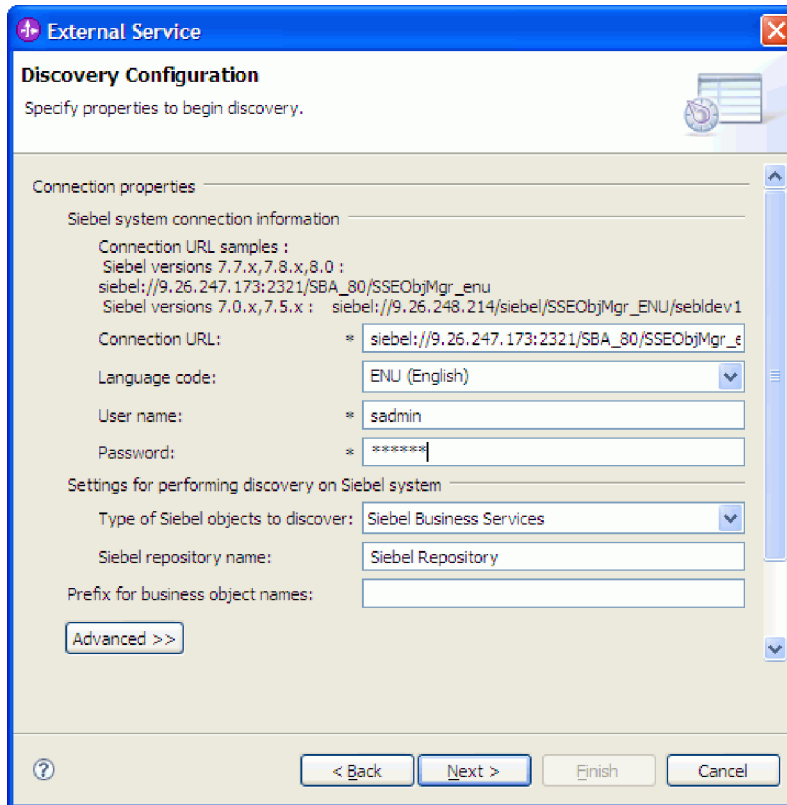 External Service
Discovery Configuration
Specify properties to begin discovery.
Connection properties
Siebel system connection information
Connection URL samples :
Siebel versions 7.7.x,7.8.x,8.0 :
siebel://9.26.247.173:2321/SBA_80/SSEObjMgr_enu
Siebel versions 7.0.x,7.5.x : siebel://9.26.248.214/siebel/SSEObjMgr_ENU/sebldev1
Connection URL: * siebel://9.26.247.173:2321/SBA_80/SSEObjMgr_e
Language code: ENU (English)
User name: * sadmin
Password: * ******
Settings for performing discovery on Siebel system
Type of Siebel objects to discover: Siebel Business Services
Siebel repository name: Siebel Repository
Prefix for business object names:
Advanced >>
? < Back Next > Finish Cancel